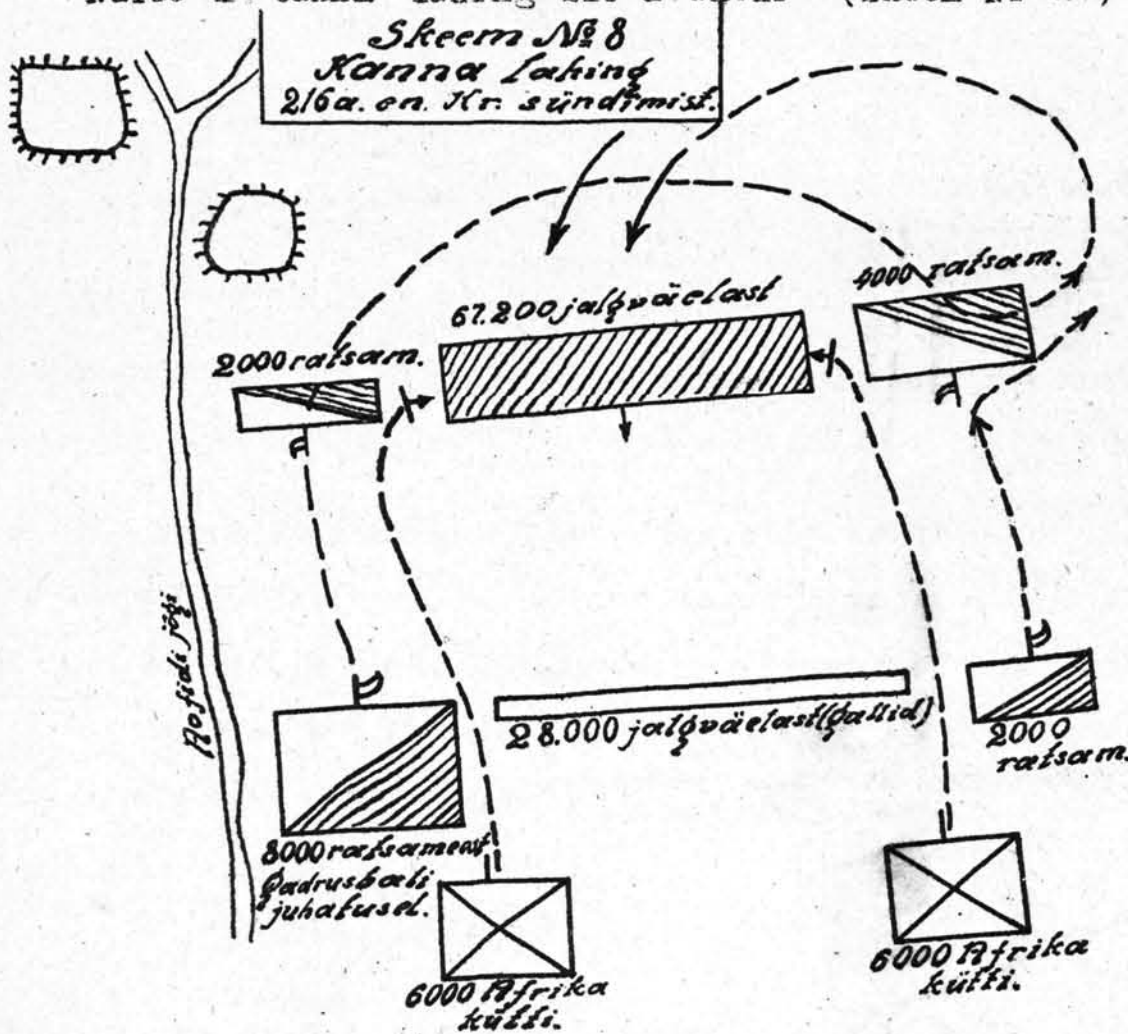 Skeem № 8
Kanna lahing
216 a. en. Kr. sündimist.
4000 ratsam.
67.200 jalgväelast
2000 ratsam.
Aofidi jõgi
28.000 jalgväelast (gallid)
2000
ratsam.
8000 ratsameest
Gadrusbali
juhatusel.
6000 Afrika
kütti.
6000 Afrika
kütti.